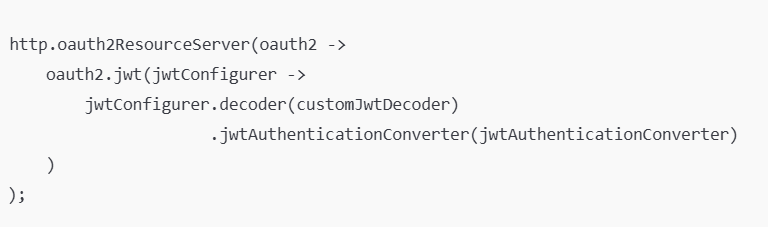 http.oauth2ResourceServer(oauth2 ->
    oauth2.jwt(jwtConfigurer ->
        jwtConfigurer.decoder(customJwtDecoder)
                     .jwtAuthenticationConverter(jwtAuthenticationConverter)
    )
);